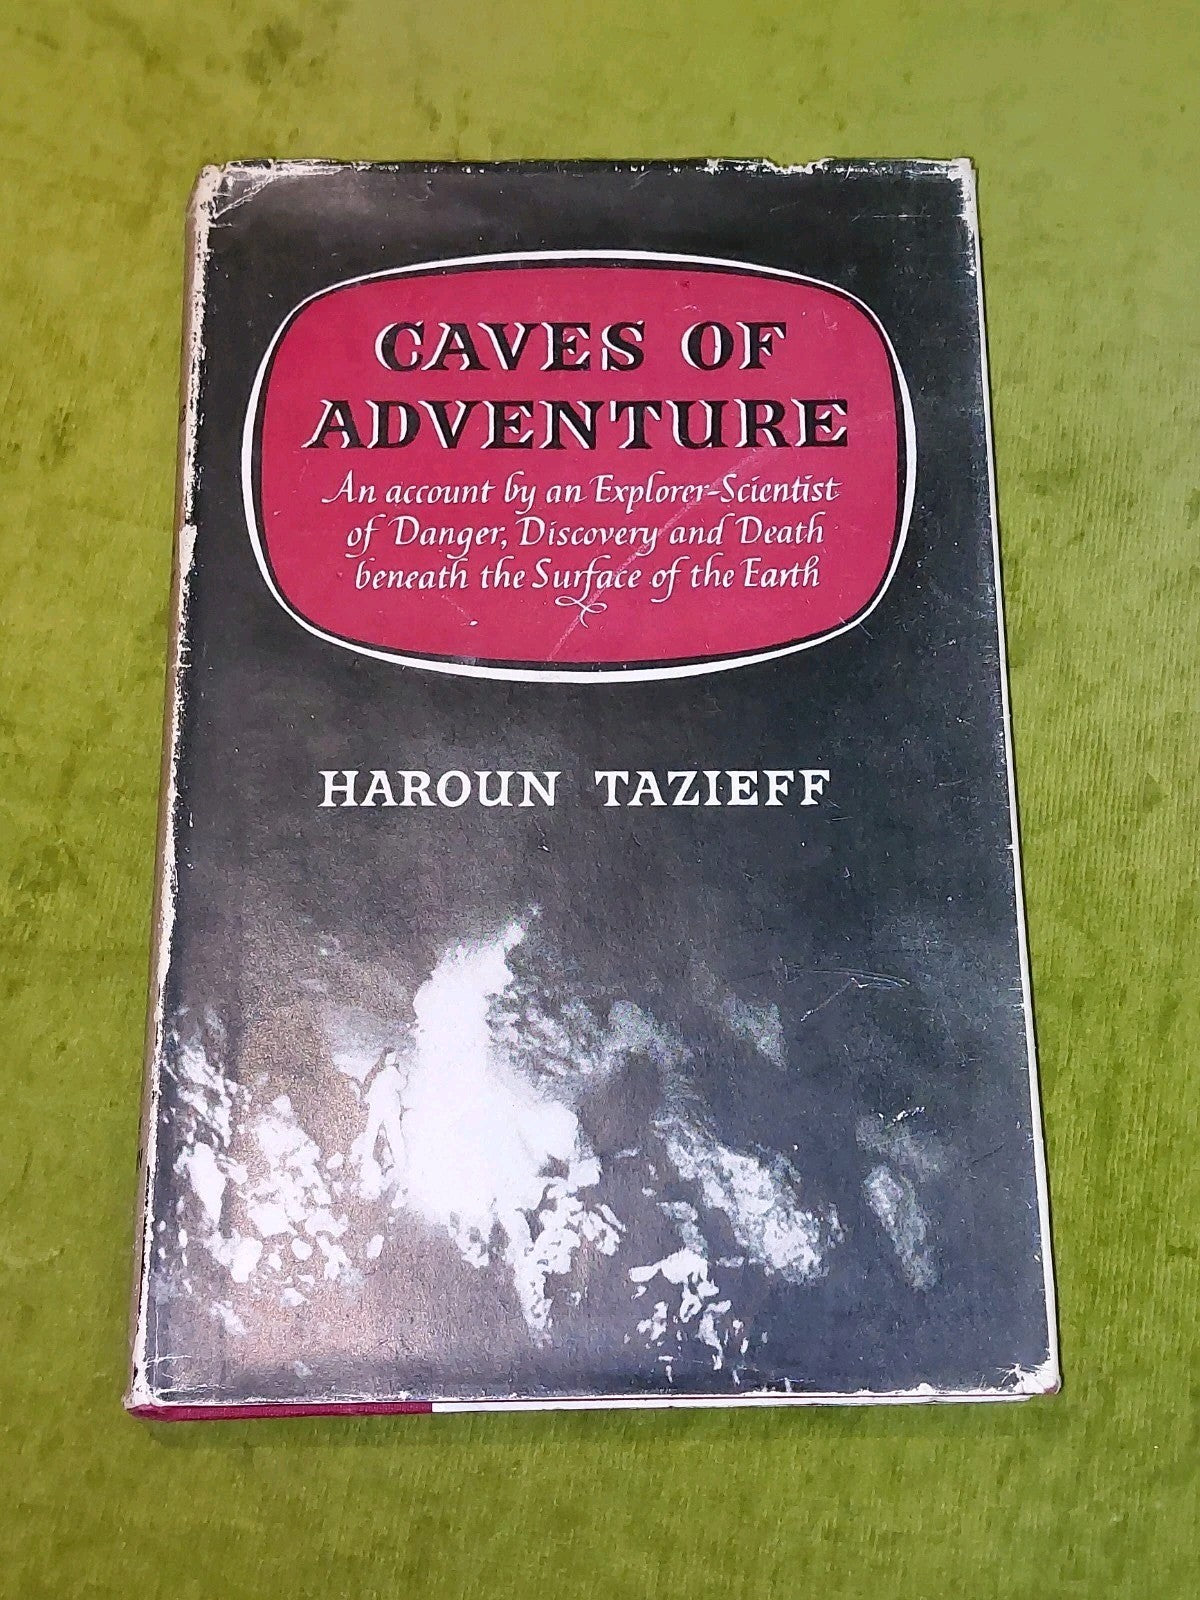 CAVES OF
ADVENTURE
An account by an Explorer-Scientist
of Danger, Discovery and Death
beneath the Surface of the Earth
HAROUN TAZIEFF